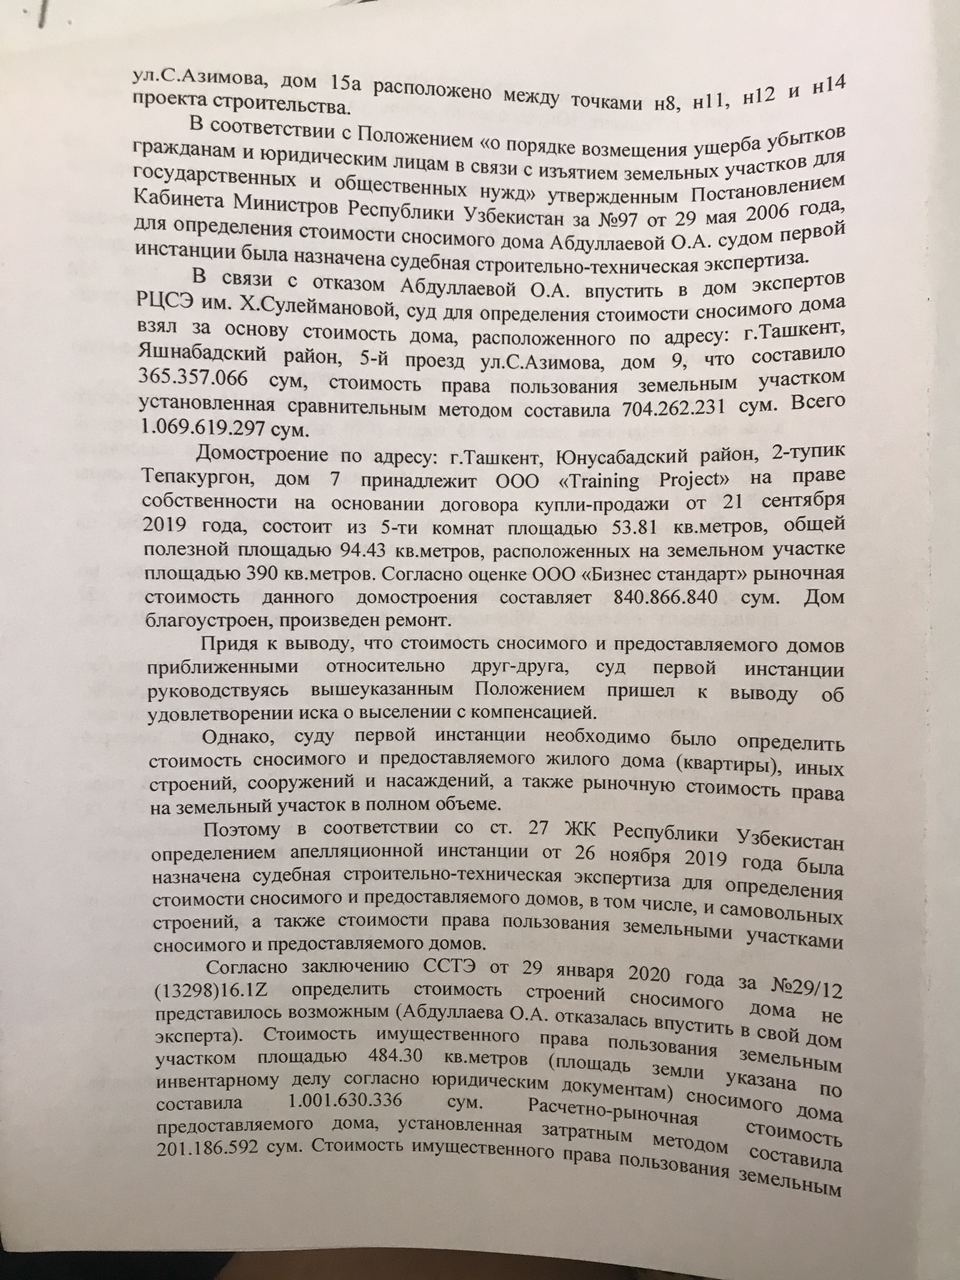 ул.С.Азимова, дом 15а расположено между точками н8, н11, н12 и н14
проекта строительства.
В соответствии с Положением «о порядке возмещения ущерба убытков
гражданам и юридическим лицам в связи с изъятием земельных участков для
государственных и общественных нужд» утвержденным Постановлением
Кабинета Министров Республики Узбекистан за №97 от 29 мая 2006 года,
для определения стоимости сносимого дома Абдуллаевой О.А. судом первой
инстанции была назначена судебная строительно-техническая экспертиза.
В связи с отказом Абдуллаевой О.А. впустить в дом экспертов
РЦСЭ им. Х.Сулеймановой, суд для определения стоимости сносимого дома
взял за основу стоимость дома, расположенного по адресу: г.Ташкент,
Яшнабадский район, 5-й проезд ул.С.Азимова, дом 9, что составило
365.357.066 сум, стоимость права пользования земельным участком
установленная сравнительным методом составила 704.262.231 сум. Всего
1.069.619.297 сум.
Домостроение по адресу: г.Ташкент, Юнусабадский район, 2-тупик
Тепакургон, дом 7 принадлежит ООО «Training Project» на праве
собственности на основании договора купли-продажи от 21 сентября
2019 года, состоит из 5-ти комнат площадью 53.81 кв.метров, общей
полезной площадью 94.43 кв.метров, расположенных на земельном участке
площадью 390 кв.метров. Согласно оценке ООО «Бизнес стандарт» рыночная
стоимость данного домостроения составляет 840.866.840 сум. Дом
благоустроен, произведен ремонт.
Придя к выводу, что стоимость сносимого и предоставляемого домов
приближенными относительно друг-друга, суд первой инстанции
руководствуясь вышеуказанным Положением пришел к выводу об
удовлетворении иска о выселении с компенсацией.
Однако, суду первой инстанции необходимо было определить
стоимость сносимого и предоставляемого жилого дома (квартиры), иных
строений, сооружений и насаждений, а также рыночную стоимость права
на земельный участок в полном объеме.
Поэтому в соответствии со ст. 27 ЖК Республики Узбекистан
определением апелляционной инстанции от 26 ноября 2019 года была
назначена судебная строительно-техническая экспертиза для определения
стоимости сносимого и предоставляемого домов, в том числе, и самовольных
строений, а также стоимости права пользования земельными участками
сносимого и предоставляемого домов.
Согласно заключению ССТЭ от 29 января 2020 года за №29/12
(13298)16.1Z определить стоимость строений сносимого дома не
представилось возможным (Абдуллаева О.А. отказалась впустить в свой дом
эксперта). Стоимость имущественного права пользования земельным
участком площадью 484.30 кв.метров (площадь земли указана по
инвентарному делу согласно юридическим документам) сносимого дома
составила 1.001.630.336 сум. Расчетно-рыночная стоимость
предоставляемого дома, установленная затратным методом составила
201.186.592 сум. Стоимость имущественного права пользования земельным